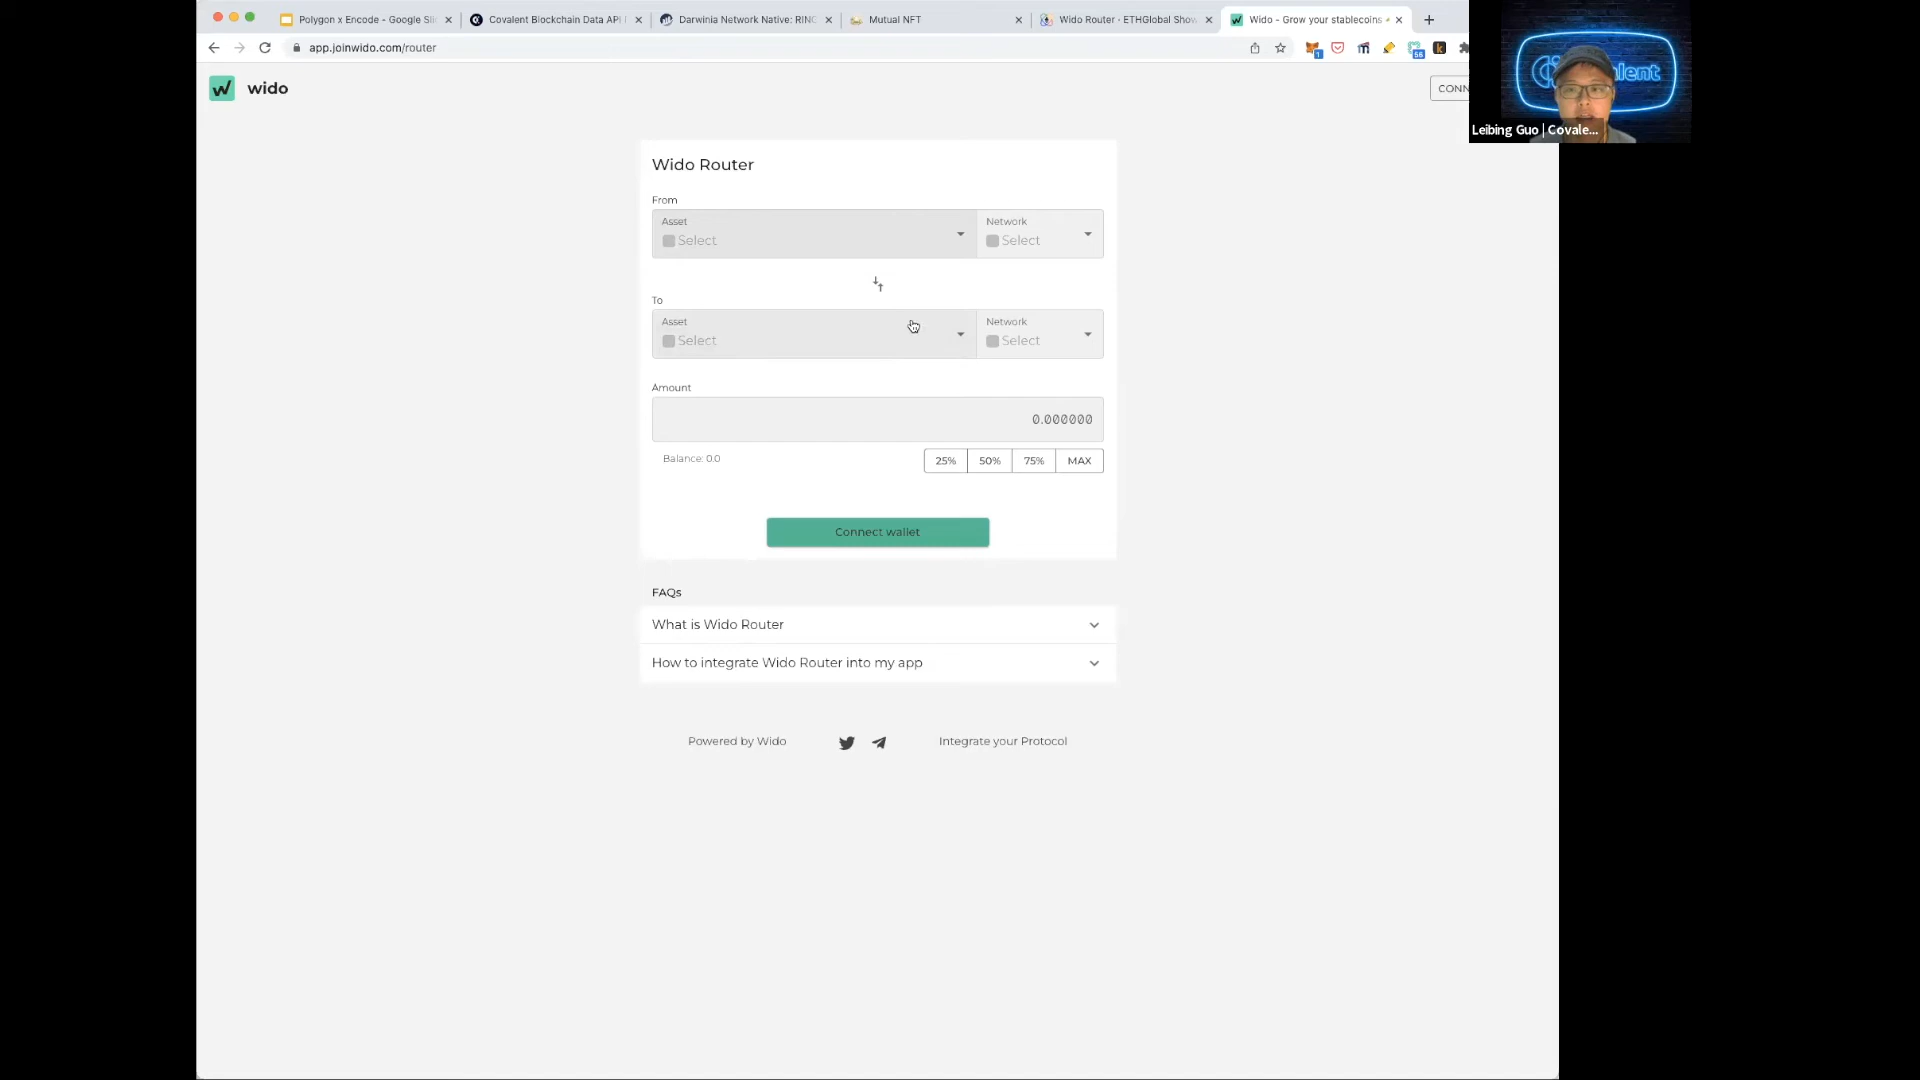 Polygon x Encode - Google Sli
Covalent Blockchain Data API
Darwinia Network Native: RING
Mutual NFT
Wido Router · ETHGlobal Show
Wido - Grow your stablecoins
app.joinwido.com/router
1
56
k
wido
CONN
Leibing Guo | Covale...
Wido Router
From
Asset
Network
Select
Select
To
Asset
Network
Select
Select
Amount
0.000000
Balance: 0.0
25%
50%
75%
MAX
Connect wallet
FAQs
What is Wido Router
How to integrate Wido Router into my app
Powered by Wido
Integrate your Protocol